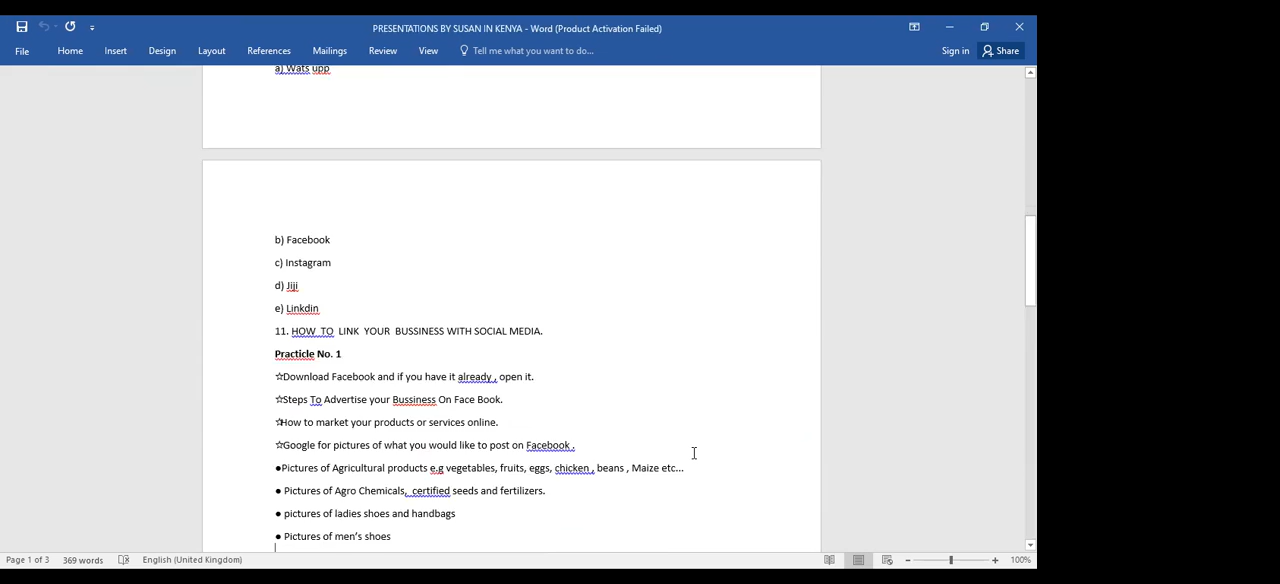 PRESENTATIONS BY SUSAN IN KENYA - Word (Product Activation Failed)
File Home Insert Design Layout References Mailings Review View Tell me what you want to do... Sign in Share
a) Wats upp
b) Facebook
c) Instagram
d) Jiji
e) Linkdin
11. HOW TO LINK YOUR BUSSINESS WITH SOCIAL MEDIA.
Practicle No. 1
☆Download Facebook and if you have it already , open it.
☆Steps To Advertise your Bussiness On Face Book.
☆How to market your products or services online.
☆Google for pictures of what you would like to post on Facebook .
●Pictures of Agricultural products e.g vegetables, fruits, eggs, chicken , beans , Maize etc...
● Pictures of Agro Chemicals, certified seeds and fertilizers.
● pictures of ladies shoes and handbags
● Pictures of men's shoes
Page 1 of 3 369 words English (United Kingdom) 100%